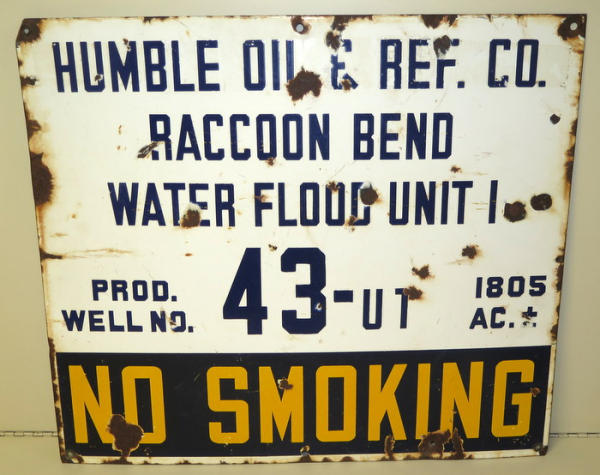 HUMBLE OIL & REF. CO.
RACCOON BEND
WATER FLOOD UNIT I
PROD.
WELL NO.
43-UT
1805
AC. ±
NO SMOKING